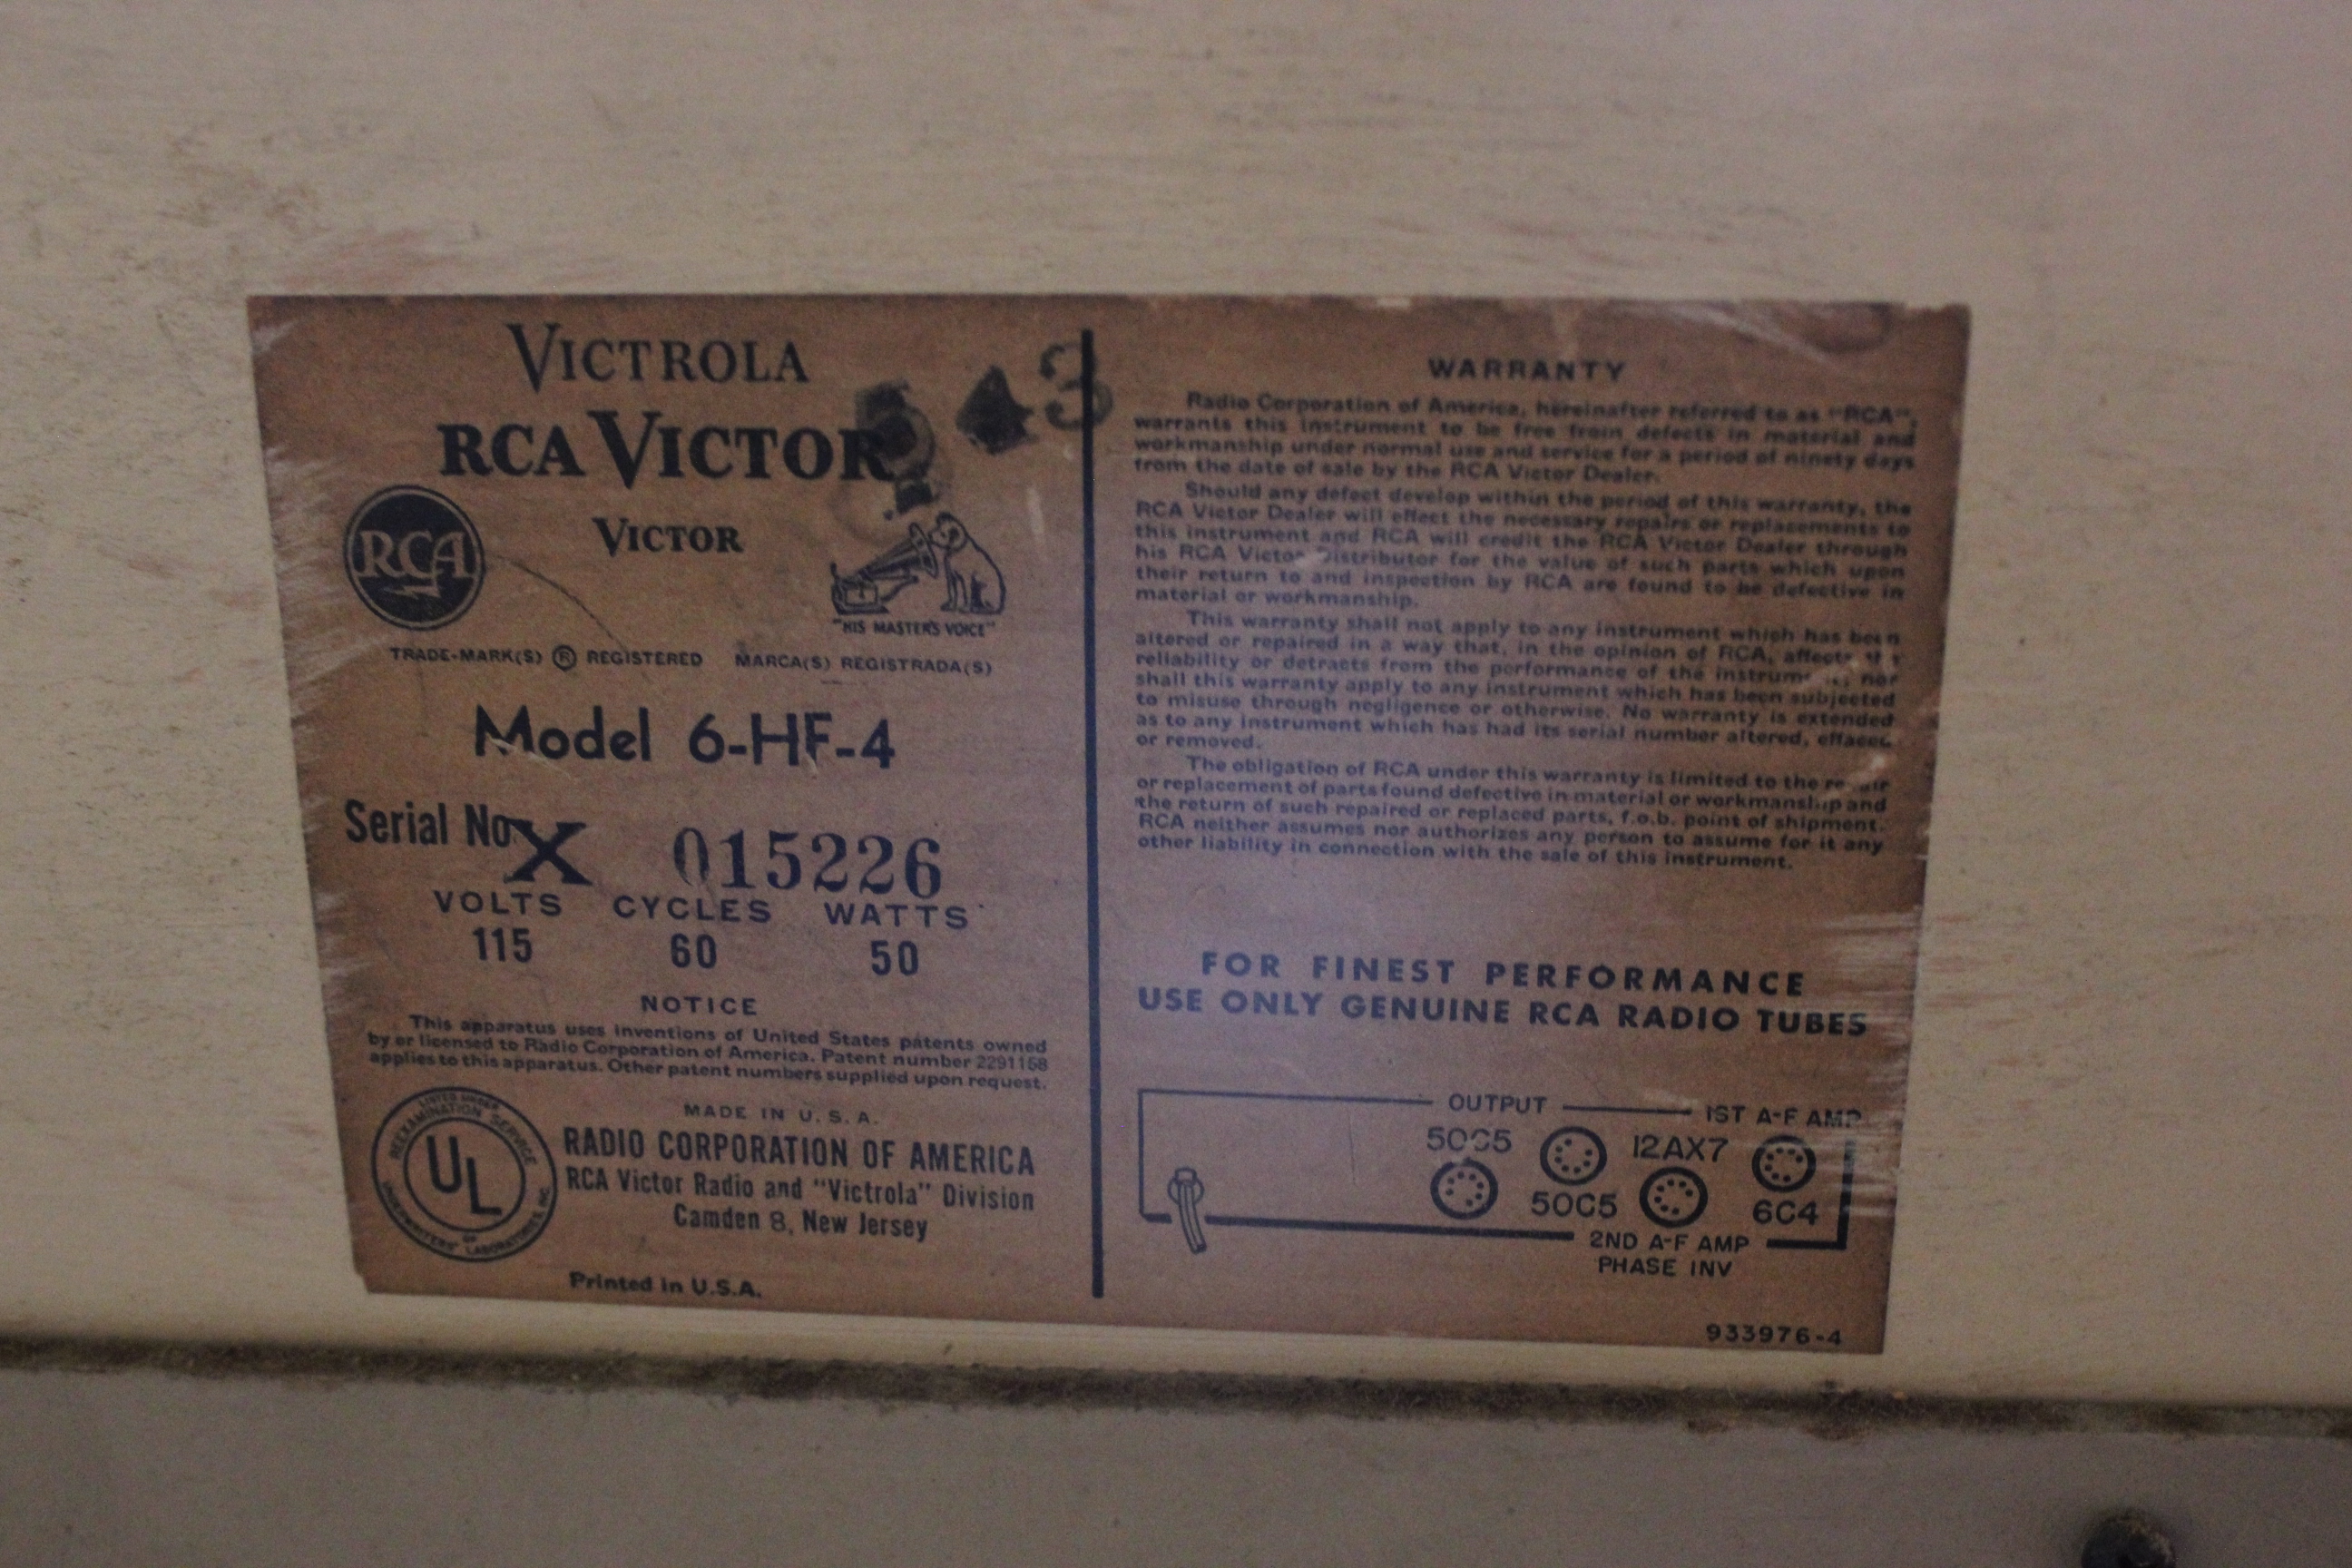 VICTROLA
RCA VICTOR
43
RCA
VICTOR
"HIS MASTER'S VOICE"
TRADE-MARK(S) ® REGISTERED MARCA(S) REGISTRADA(S)
Model 6-HF-4
Serial No. X 015226
VOLTS CYCLES WATTS
115 60 50
NOTICE
This apparatus uses inventions of United States patents owned
by or licensed to Radio Corporation of America. Patent number 2291158
applies to this apparatus. Other patent numbers supplied upon request.
LISTED UNDER
REEXAMINATION SERVICE
UL
OF
UNDERWRITERS' LABORATORIES, INC.
MADE IN U. S. A.
RADIO CORPORATION OF AMERICA
RCA Victor Radio and "Victrola" Division
Camden 8, New Jersey
Printed in U.S.A.
WARRANTY
Radio Corporation of America, hereinafter referred to as "RCA",
warrants this instrument to be free from defects in material and
workmanship under normal use and service for a period of ninety days
from the date of sale by the RCA Victor Dealer.
Should any defect develop within the period of this warranty, the
RCA Victor Dealer will effect the necessary repairs or replacements to
this instrument and RCA will credit the RCA Victor Dealer through
his RCA Victor Distributor for the value of such parts which upon
their return to and inspection by RCA are found to be defective in
material or workmanship.
This warranty shall not apply to any instrument which has been
altered or repaired in a way that, in the opinion of RCA, affects
reliability or detracts from the performance of the instrument, nor
shall this warranty apply to any instrument which has been subjected
to misuse through negligence or otherwise. No warranty is extended
as to any instrument which has had its serial number altered, effaced
or removed.
The obligation of RCA under this warranty is limited to the repair
or replacement of parts found defective in material or workmanship and
the return of such repaired or replaced parts, f.o.b. point of shipment.
RCA neither assumes nor authorizes any person to assume for it any
other liability in connection with the sale of this instrument.
FOR FINEST PERFORMANCE
USE ONLY GENUINE RCA RADIO TUBES
OUTPUT 1ST A-F AMP
50C5 12AX7
50C5 6C4
2ND A-F AMP
PHASE INV
933976-4